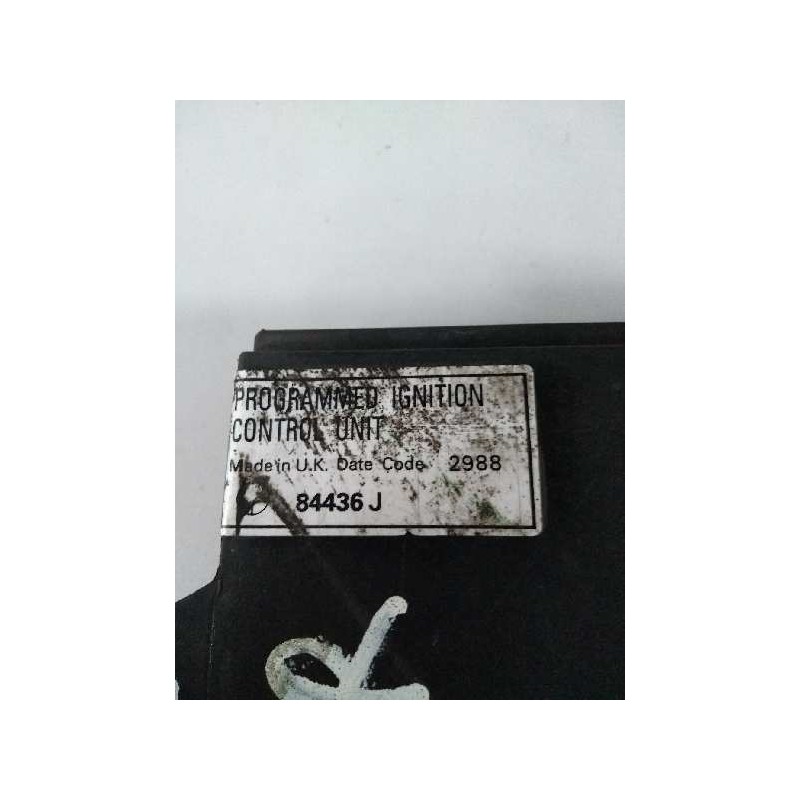 PROGRAMMED IGNITION
CONTROL UNIT
Made in U.K. Date Code 2988
84436 J